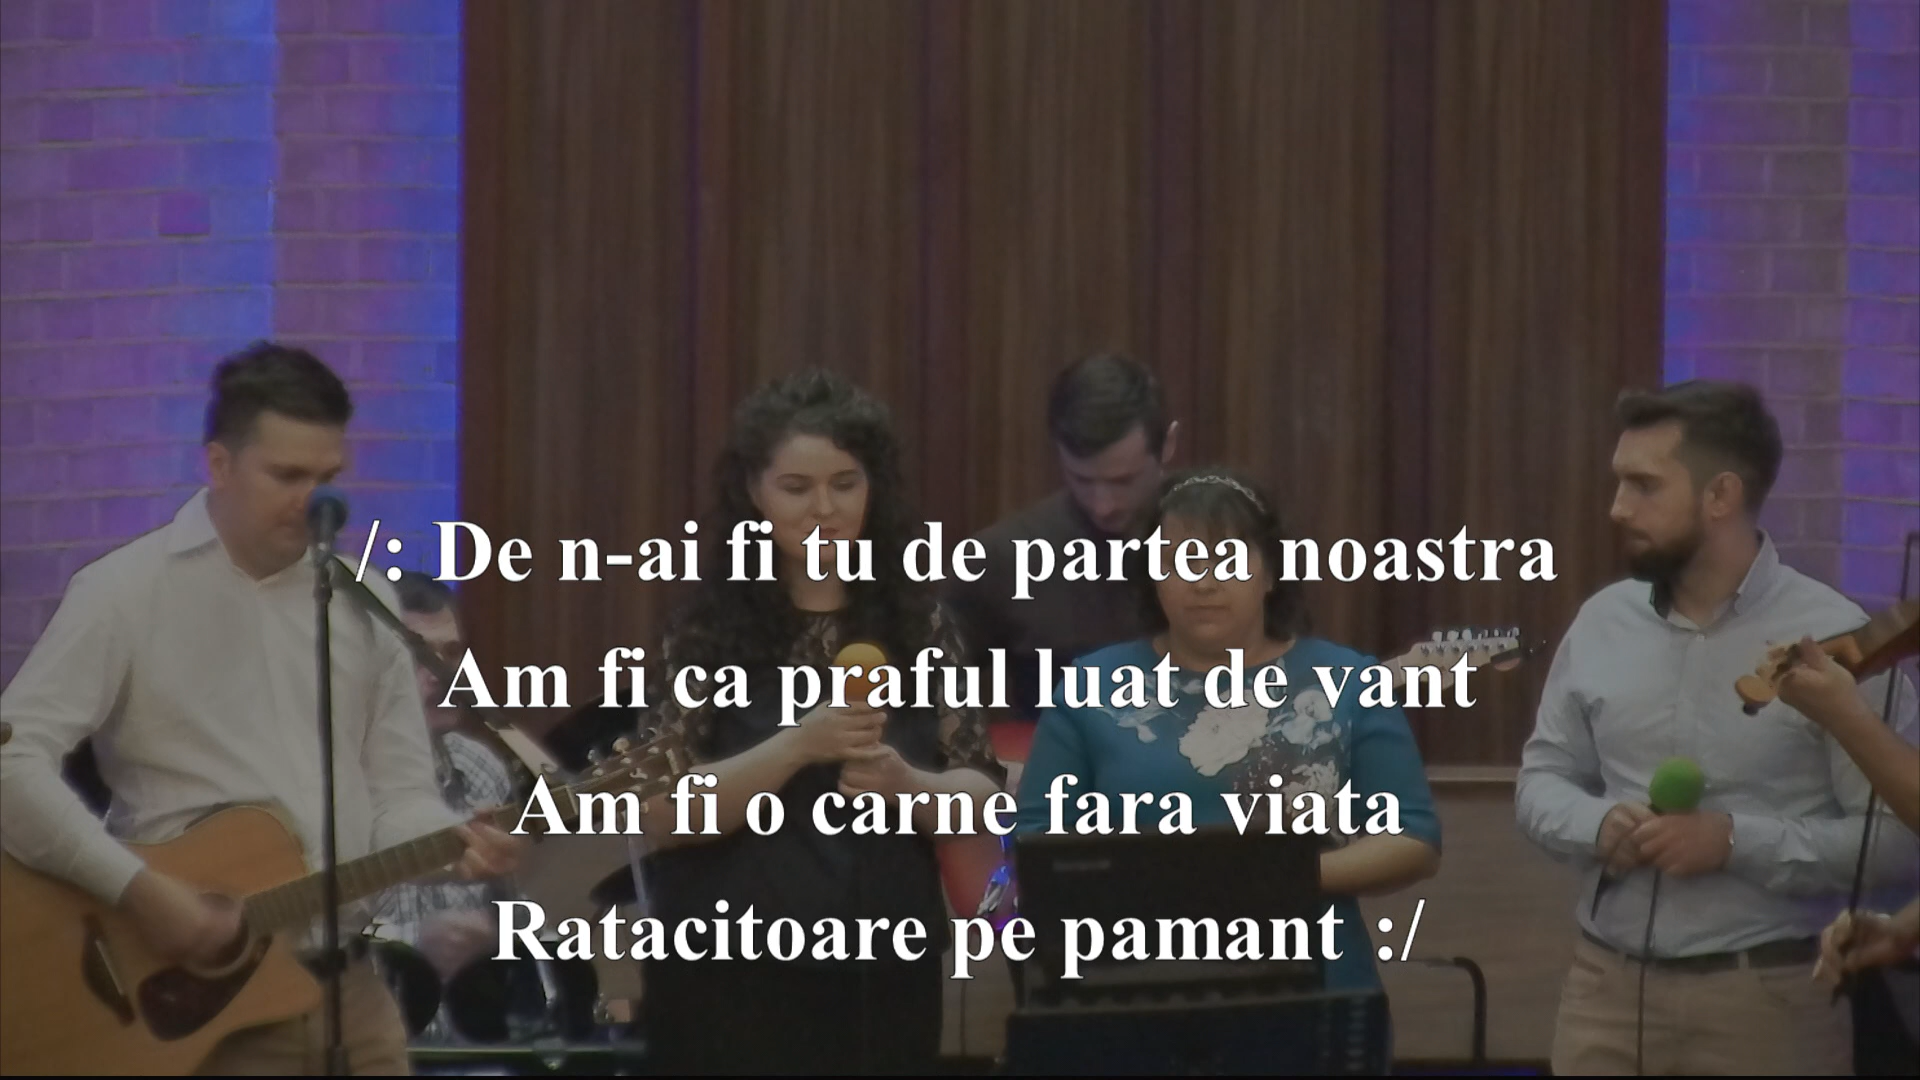 /: De n-ai fi tu de partea noastra
Am fi ca praful luat de vant
Am fi o carne fara viata
Ratacitoare pe pamant :/